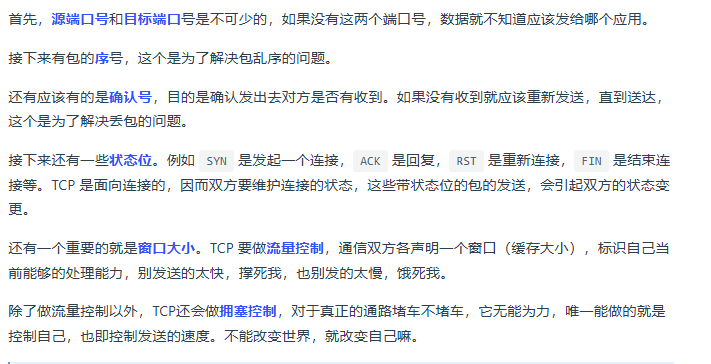 首先，源端口号和目标端口号是不可少的，如果没有这两个端口号，数据就不知道应该发给哪个应用。
接下来有包的序号，这个是为了解决包乱序的问题。
还有应该有的是确认号，目的是确认发出去对方是否有收到。如果没有收到就应该重新发送，直到送达，
这个是为了解决丢包的问题。
接下来还有一些状态位。例如 SYN 是发起一个连接，ACK 是回复，RST 是重新连接，FIN 是结束连
接等。TCP 是面向连接的，因而双方要维护连接的状态，这些带状态位的包的发送，会引起双方的状态变
更。
还有一个重要的就是窗口大小。TCP 要做流量控制，通信双方各声明一个窗口（缓存大小），标识自己当
前能够的处理能力，别发送的太快，撑死我，也别发的太慢，饿死我。
除了做流量控制以外，TCP还会做拥塞控制，对于真正的通路堵车不堵车，它无能为力，唯一能做的就是
控制自己，也即控制发送的速度。不能改变世界，就改变自己嘛。